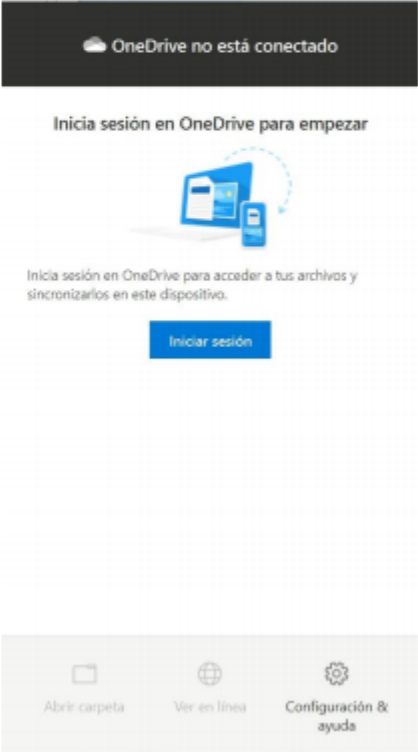 OneDrive no está conectado
Inicia sesión en OneDrive para empezar
Inicia sesión en OneDrive para acceder a tus archivos y
sincronizarlos en este dispositivo.
Iniciar sesión
Abrir carpeta
Ver en línea
Configuración &
ayuda